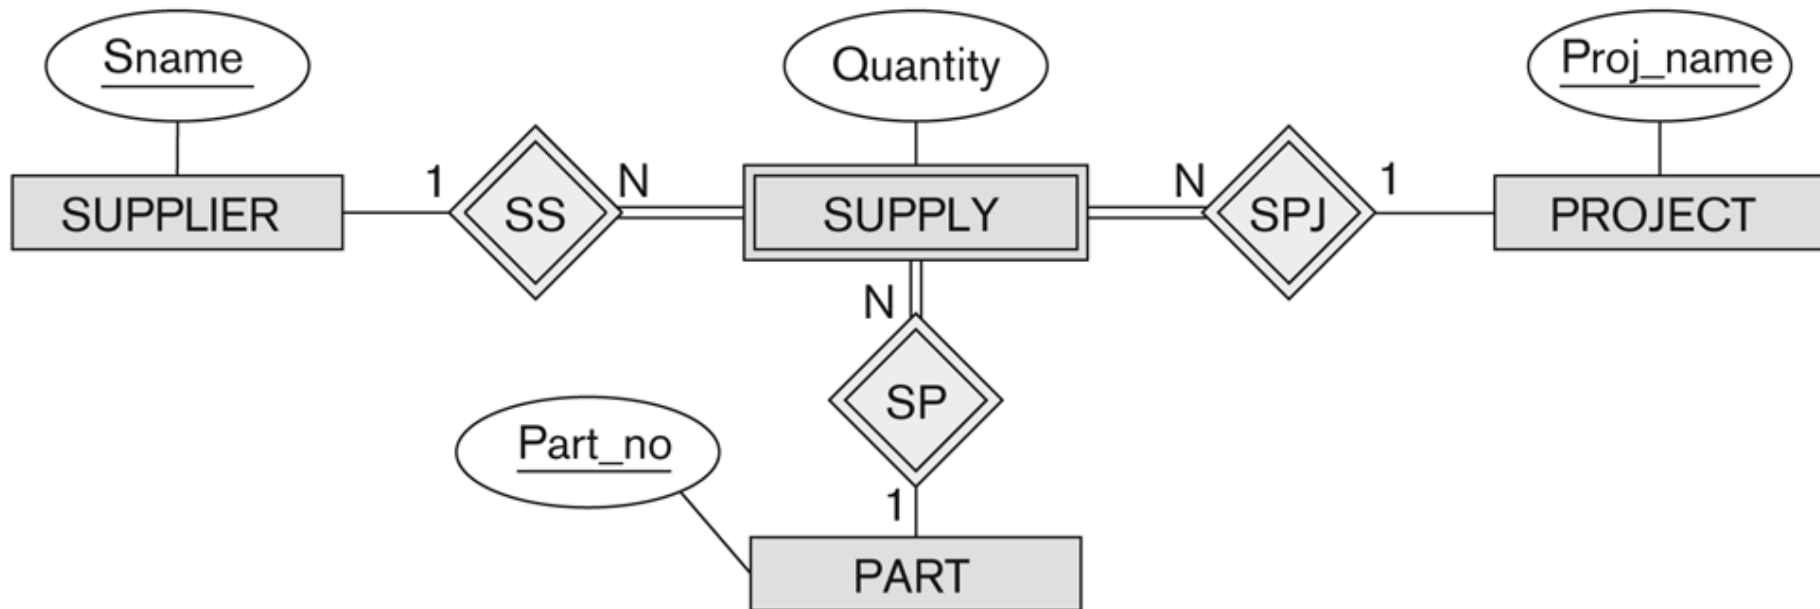 Sname
Quantity
Proj_name
SUPPLIER
1
SS
N
SUPPLY
N
SPJ
1
PROJECT
N
SP
Part_no
1
PART